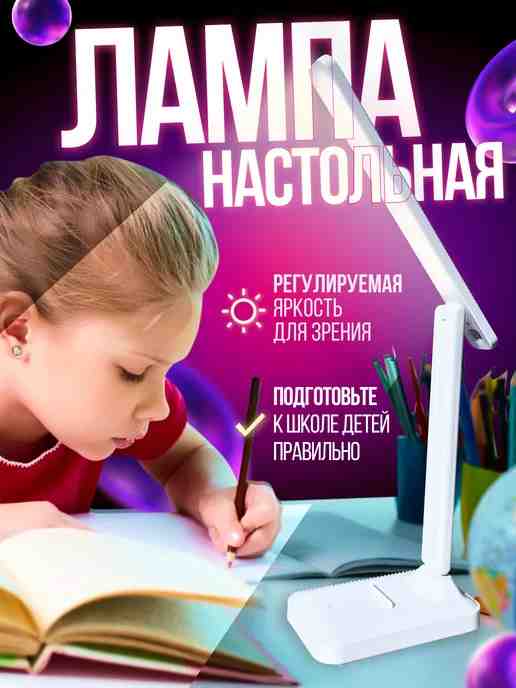 ЛАМПА
НАСТОЛЬНАЯ
РЕГУЛИРУЕМАЯ
ЯРКОСТЬ
ДЛЯ ЗРЕНИЯ
ПОДГОТОВЬТЕ
К ШКОЛЕ ДЕТЕЙ
ПРАВИЛЬНО